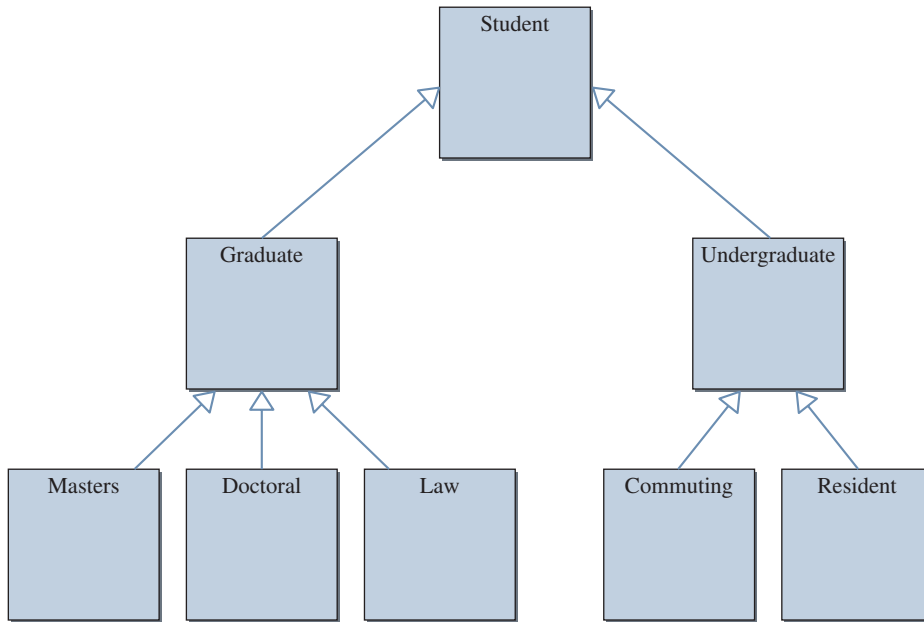 Student
Graduate
Undergraduate
Masters
Doctoral
Law
Commuting
Resident